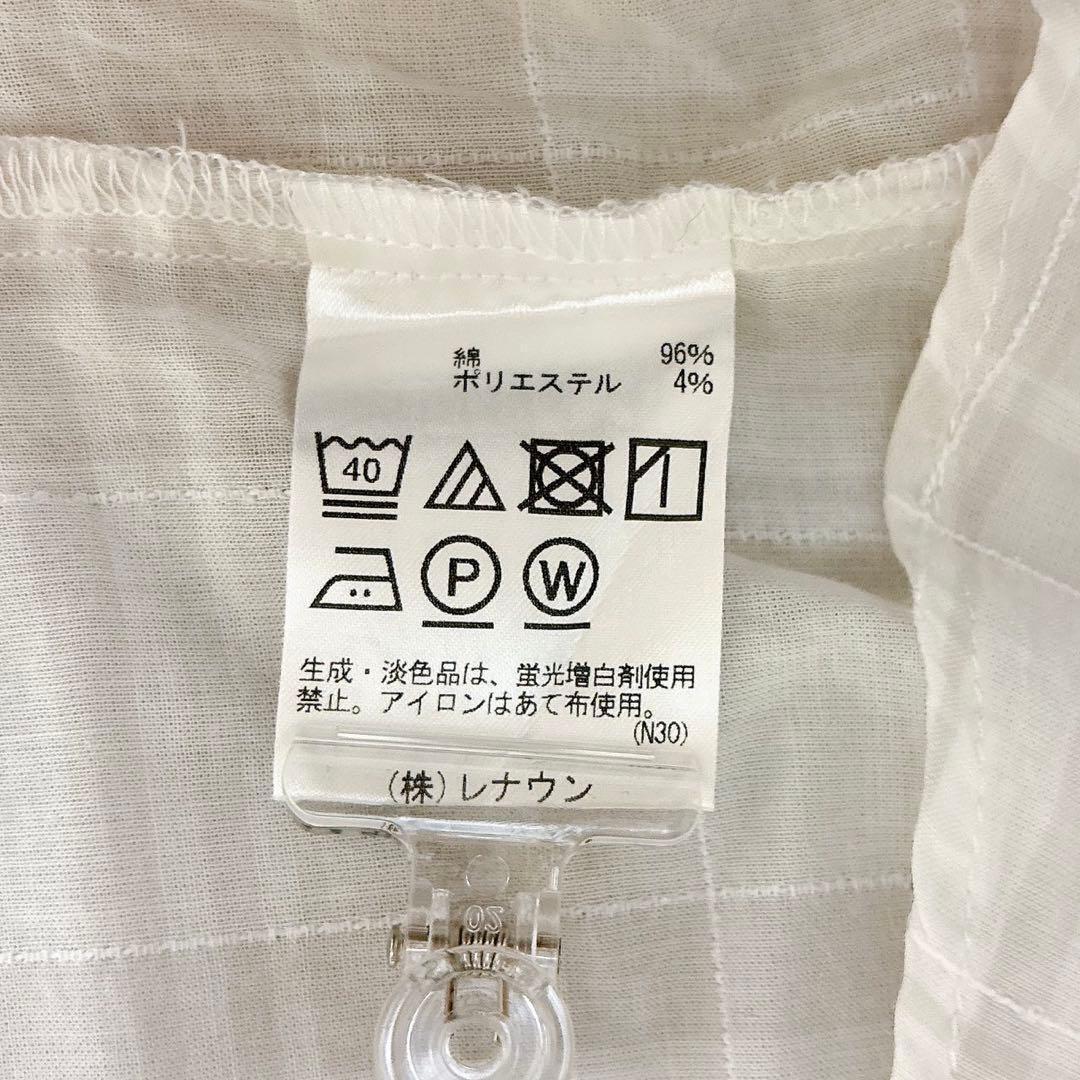 綿 96%
ポリエステル 4%
40
P W
生成・淡色品は、蛍光増白剤使用
禁止。アイロンはあて布使用。
(N30)
(株)レナウン
20